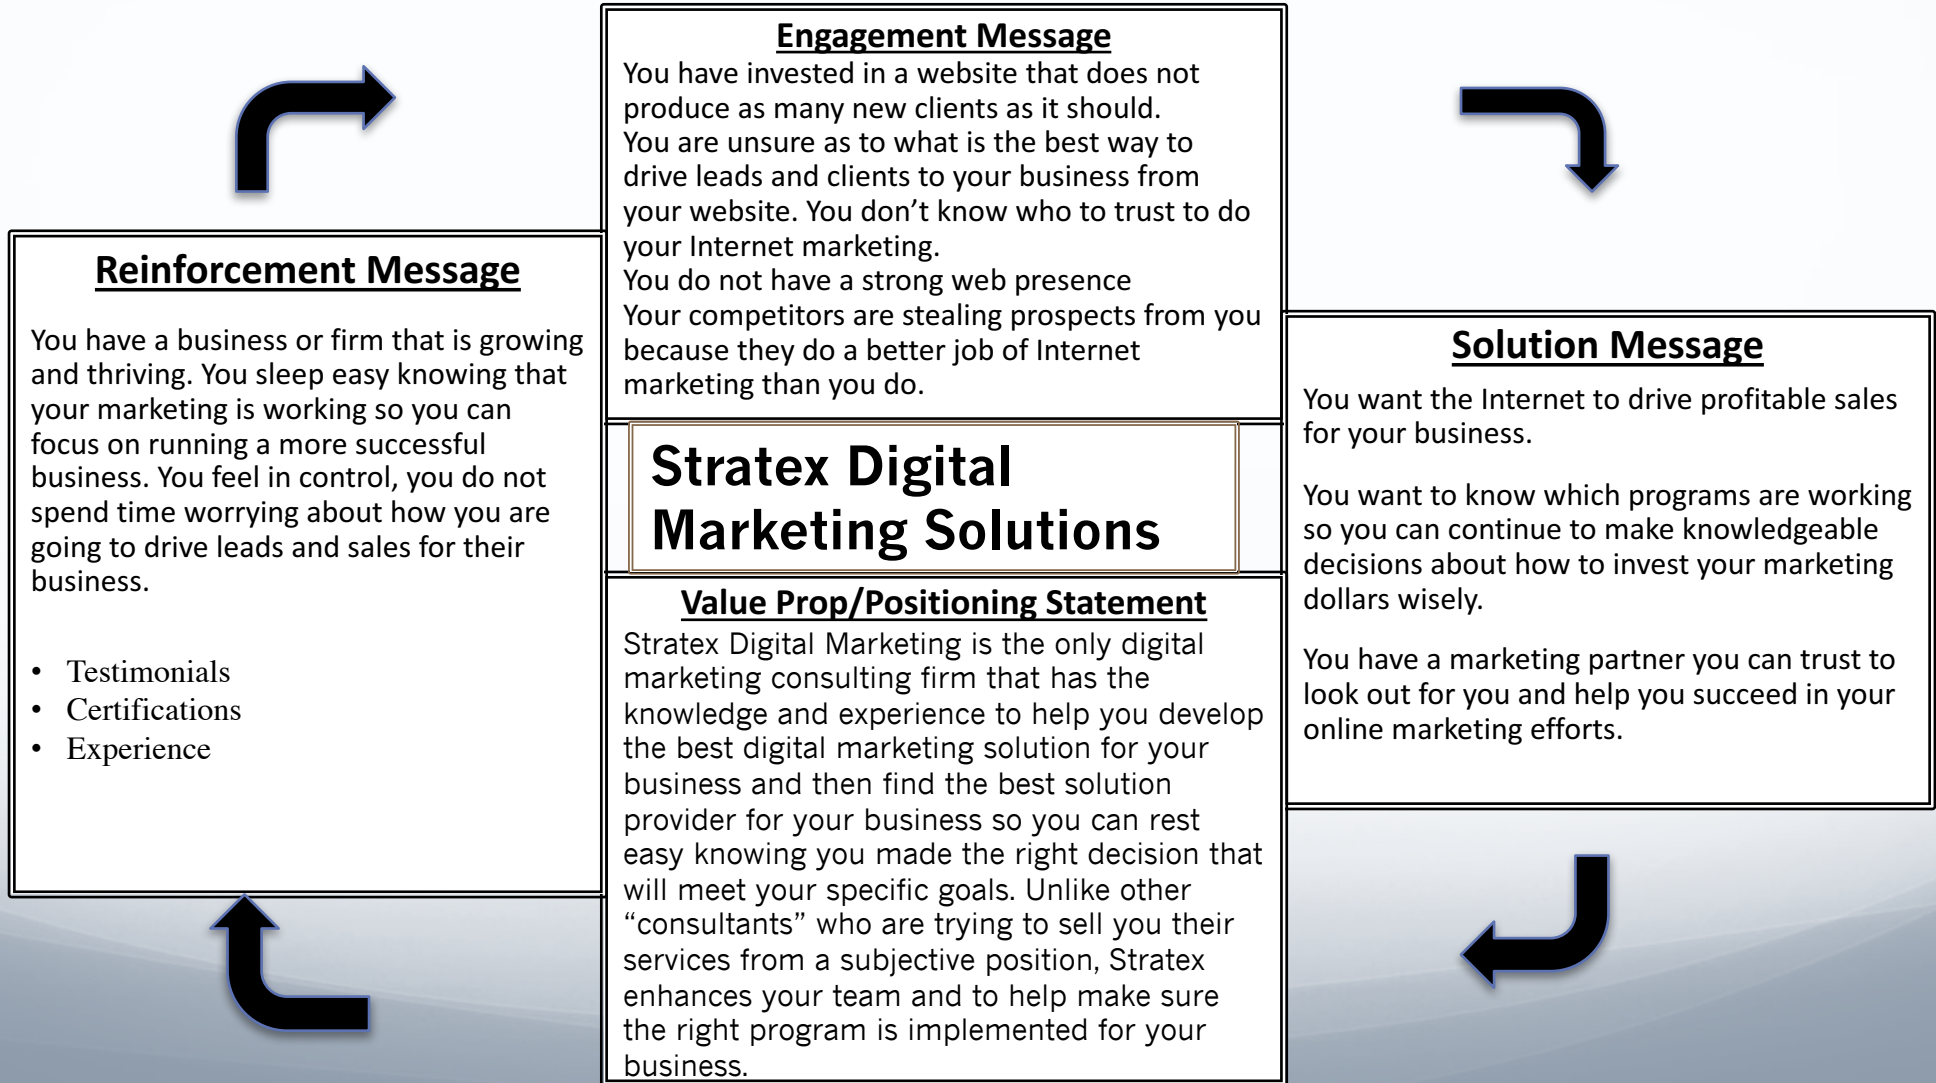 Engagement Message
You have invested in a website that does not
produce as many new clients as it should.
You are unsure as to what is the best way to
drive leads and clients to your business from
your website. You don’t know who to trust to do
your Internet marketing.
You do not have a strong web presence
Your competitors are stealing prospects from you
because they do a better job of Internet
marketing than you do.
Reinforcement Message
You have a business or firm that is growing
and thriving. You sleep easy knowing that
your marketing is working so you can
focus on running a more successful
business. You feel in control, you do not
spend time worrying about how you are
going to drive leads and sales for their
business.
• Testimonials
• Certifications
• Experience
Stratex Digital
Marketing Solutions
Solution Message
You want the Internet to drive profitable sales
for your business.
You want to know which programs are working
so you can continue to make knowledgeable
decisions about how to invest your marketing
dollars wisely.
You have a marketing partner you can trust to
look out for you and help you succeed in your
online marketing efforts.
Value Prop/Positioning Statement
Stratex Digital Marketing is the only digital
marketing consulting firm that has the
knowledge and experience to help you develop
the best digital marketing solution for your
business and then find the best solution
provider for your business so you can rest
easy knowing you made the right decision that
will meet your specific goals. Unlike other
“consultants” who are trying to sell you their
services from a subjective position, Stratex
enhances your team and to help make sure
the right program is implemented for your
business.